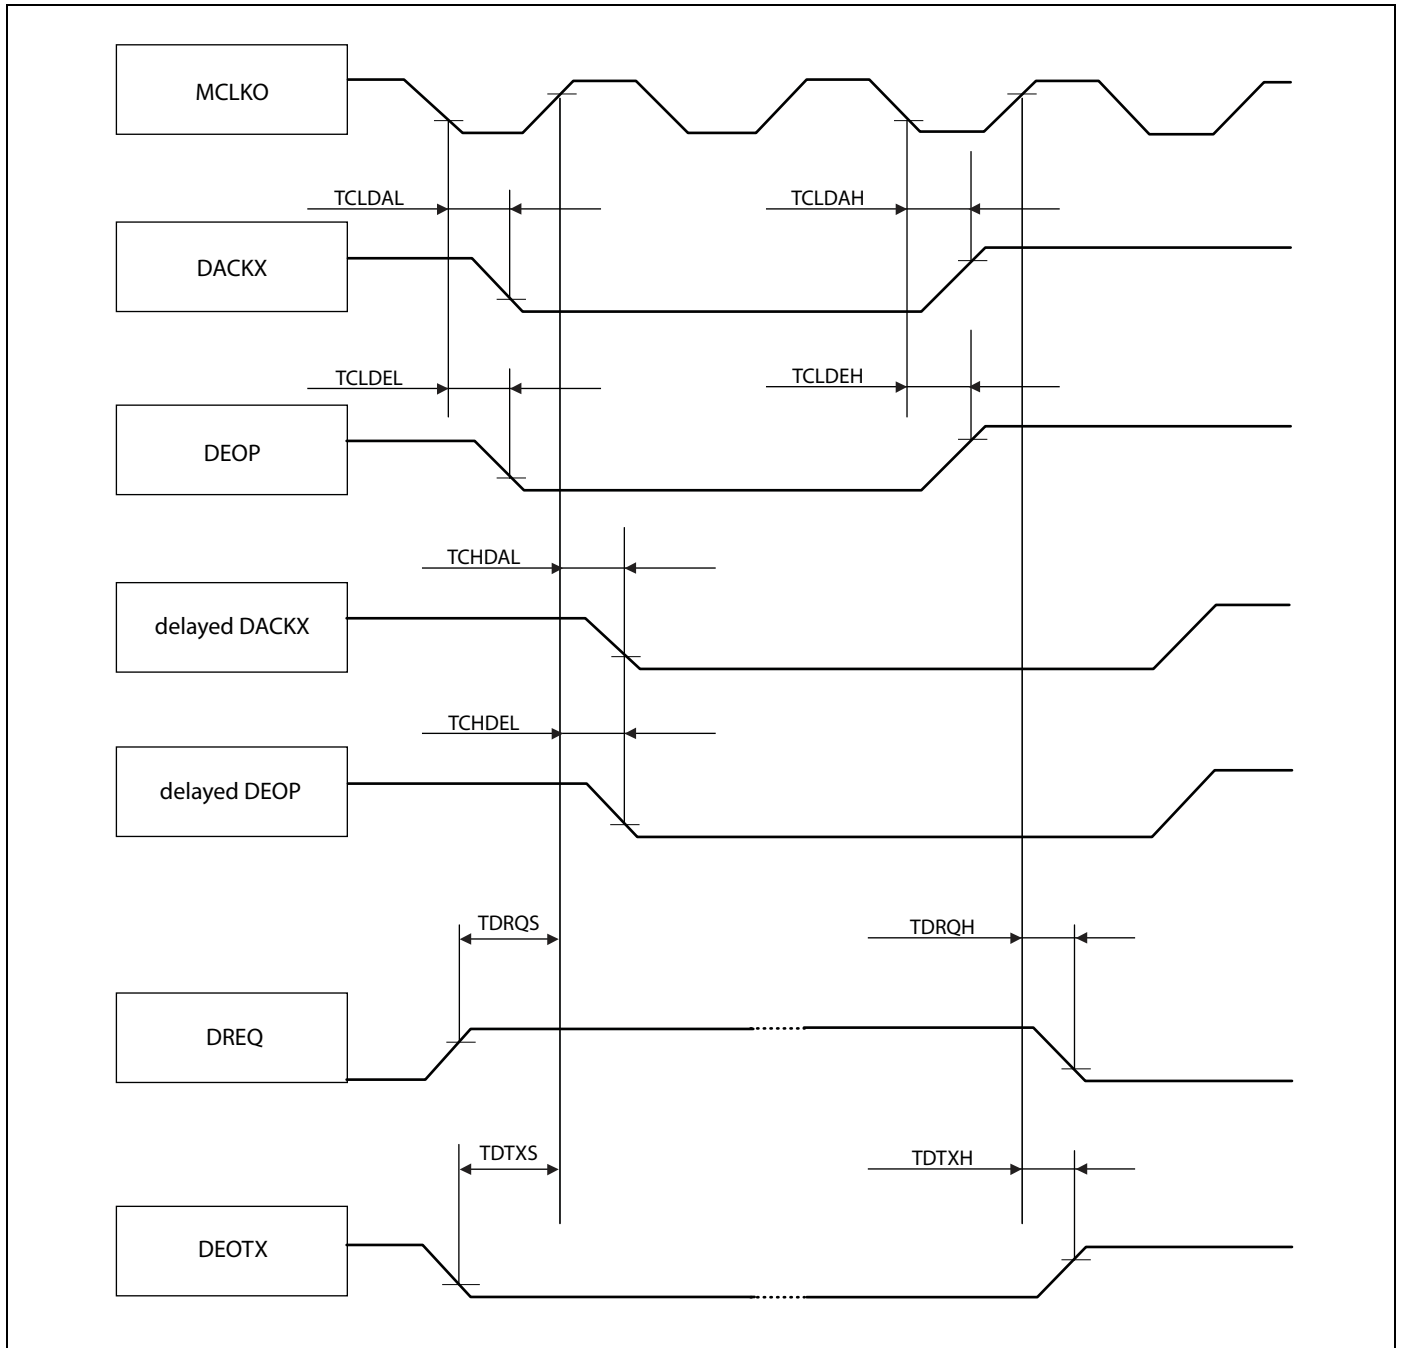 MCLKO
TCLDAL
TCLDAH
DACKX
TCLDEL
TCLDEH
DEOP
TCHDAL
delayed DACKX
TCHDEL
delayed DEOP
TDRQS
TDRQH
DREQ
TDTXS
TDTXH
DEOTX